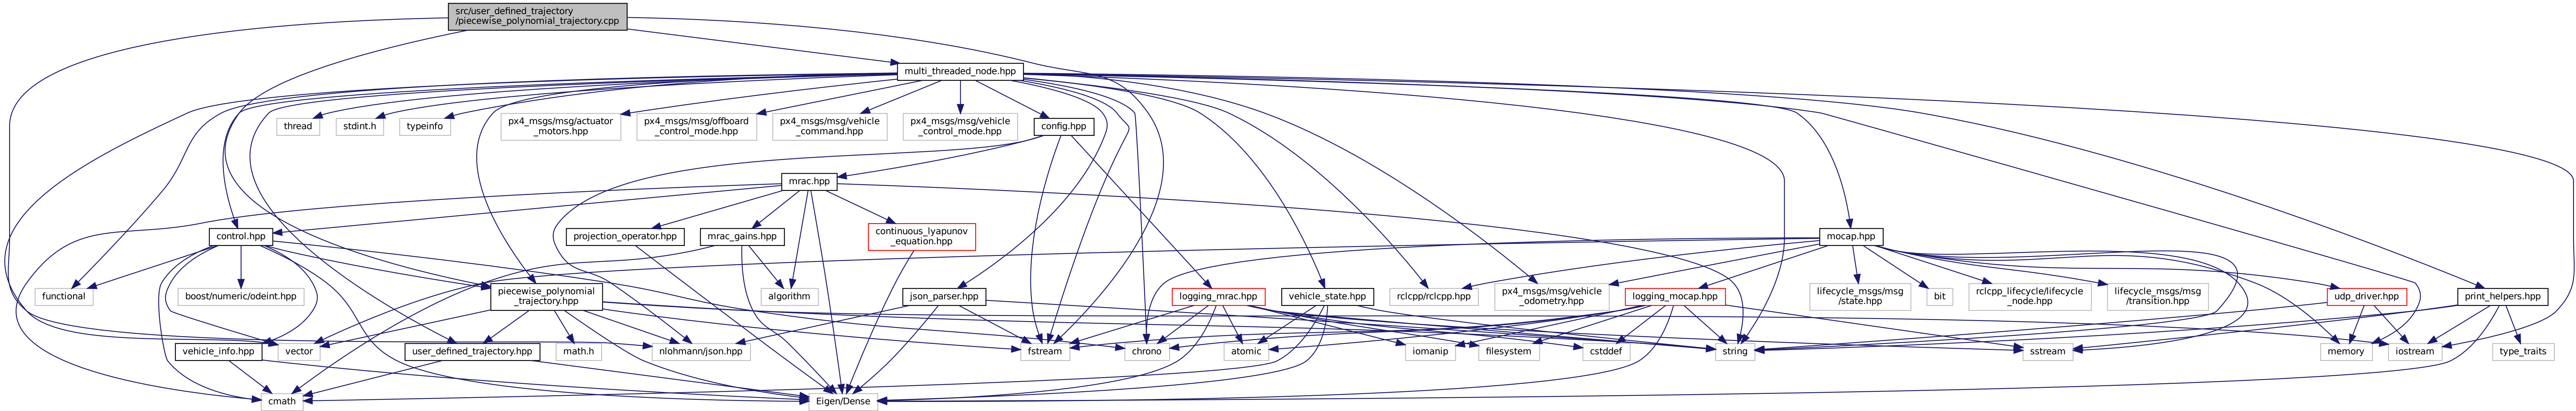 src/user_defined_trajectory
/piecewise_polynomial_trajectory.cpp
multi_threaded_node.hpp
thread
stdint.h
typeinfo
px4_msgs/msg/actuator
_motors.hpp
px4_msgs/msg/offboard
_control_mode.hpp
px4_msgs/msg/vehicle
_command.hpp
px4_msgs/msg/vehicle
_control_mode.hpp
config.hpp
mrac.hpp
control.hpp
projection_operator.hpp
mrac_gains.hpp
continuous_lyapunov
_equation.hpp
mocap.hpp
functional
boost/numeric/odeint.hpp
piecewise_polynomial
_trajectory.hpp
algorithm
json_parser.hpp
logging_mrac.hpp
vehicle_state.hpp
rclcpp/rclcpp.hpp
px4_msgs/msg/vehicle
_odometry.hpp
logging_mocap.hpp
lifecycle_msgs/msg
/state.hpp
bit
rclcpp_lifecycle/lifecycle
_node.hpp
lifecycle_msgs/msg
/transition.hpp
udp_driver.hpp
print_helpers.hpp
vehicle_info.hpp
vector
user_defined_trajectory.hpp
math.h
nlohmann/json.hpp
fstream
chrono
atomic
iomanip
filesystem
cstddef
string
sstream
memory
iostream
type_traits
cmath
Eigen/Dense